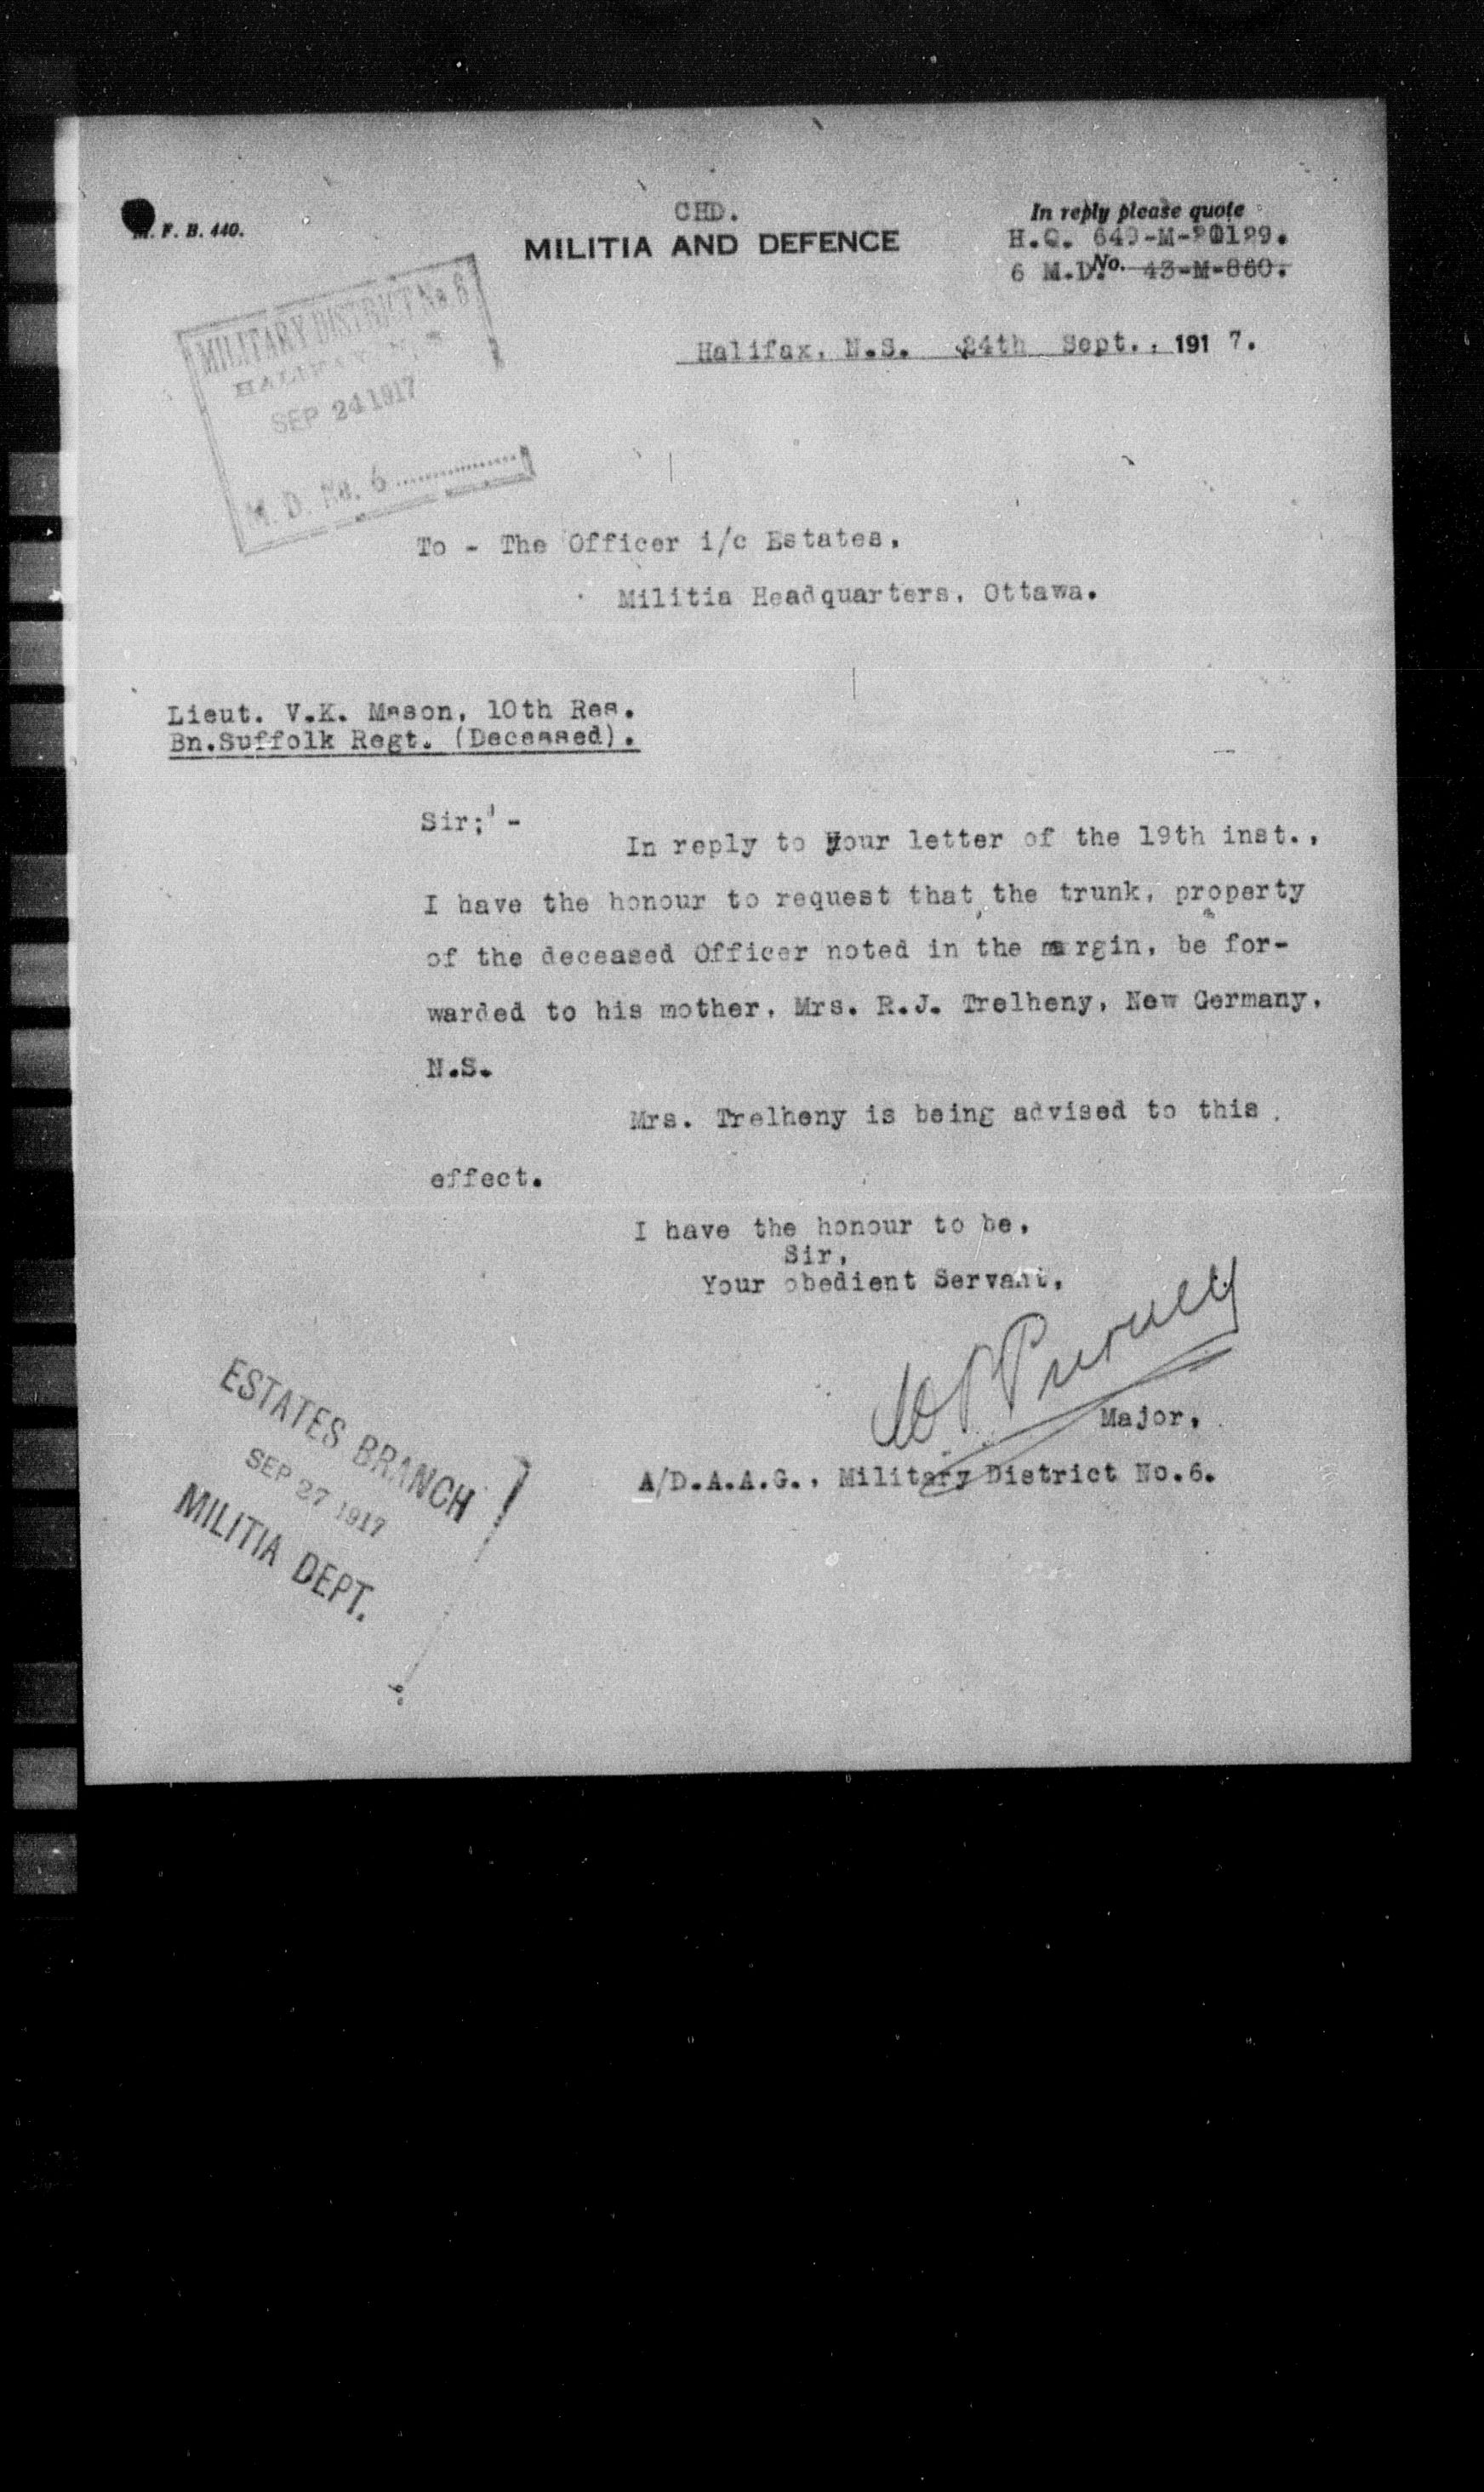 M. F. B. 440.
CHD.
MILITIA AND DEFENCE
In reply please quote
H.Q. 649-M-20129.
6 M.D. No. 43-M-860.
Halifax, N.S. 24th Sept., 1917.
MILITARY DISTRICT No. 6
HALIFAX, N.S.
SEP 24 1917
M. D. No. 6
To - The Officer i/c Estates,
Militia Headquarters, Ottawa.
Lieut. V.K. Mason, 10th Res.
Bn.Suffolk Regt. (Deceased).
Sir;' -
In reply to your letter of the 19th inst.,
I have the honour to request that, the trunk, property
of the deceased Officer noted in the margin, be for-
warded to his mother, Mrs. R.J. Trelheny, New Germany,
N.S.
Mrs. Trelheny is being advised to this
effect.
I have the honour to be,
Sir,
Your obedient Servant,
Major,
A/D.A.A.G., Military District No.6.
ESTATES BRANCH
SEP 27 1917
MILITIA DEPT.